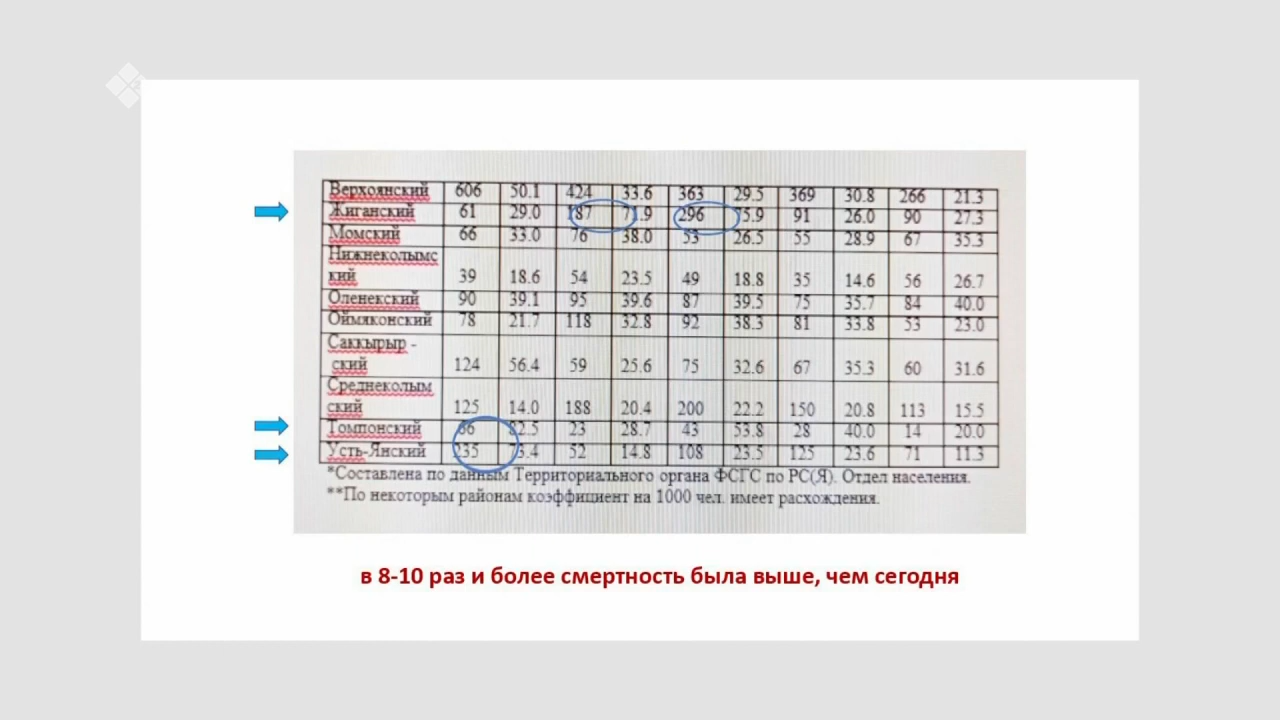 Верхоянский 606 50.1 424 33.6 363 29.5 369 30.8 266 21.3
Жиганский 61 29.0 187 71.9 296 75.9 91 26.0 90 27.3
Момский 66 33.0 76 38.0 53 26.5 55 28.9 67 35.3
Нижнеколымс
кий 39 18.6 54 23.5 49 18.8 35 14.6 56 26.7
Оленекский 90 39.1 95 39.6 87 39.5 75 35.7 84 40.0
Оймяконский 78 21.7 118 32.8 92 38.3 81 33.8 53 23.0
Саккырыр -
ский 124 56.4 59 25.6 75 32.6 67 35.3 60 31.6
Среднеколым
ский 125 14.0 188 20.4 200 22.2 150 20.8 113 15.5
Томпонский 66 82.5 23 28.7 43 53.8 28 40.0 14 20.0
Усть-Янский 235 73.4 52 14.8 108 23.5 125 23.6 71 11.3
*Составлена по данным Территориального органа ФСГС по РС(Я). Отдел населения.
**По некоторым районам коэффициент на 1000 чел. имеет расхождения.
в 8-10 раз и более смертность была выше, чем сегодня